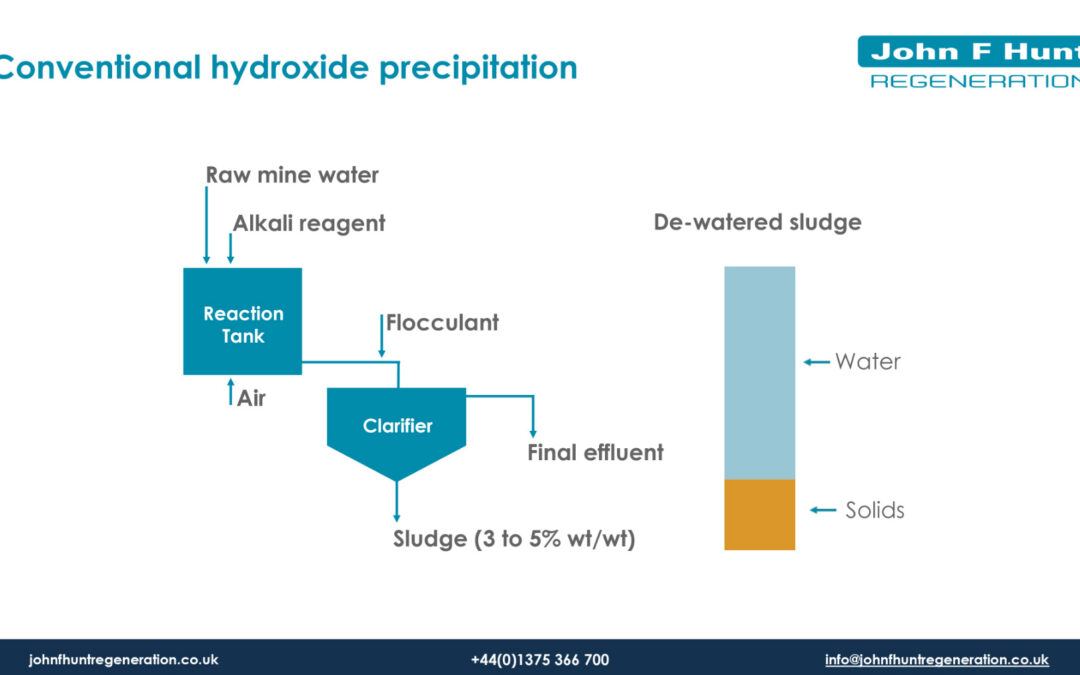 Conventional hydroxide precipitation
John F Hunt
REGENERATION
Raw mine water
Alkali reagent
De-watered sludge
Reaction
Tank
Flocculant
Water
Air
Clarifier
Final effluent
Solids
Sludge (3 to 5% wt/wt)
johnfhuntregeneration.co.uk
+44(0)1375 366 700
info@johnfhuntregeneration.co.uk